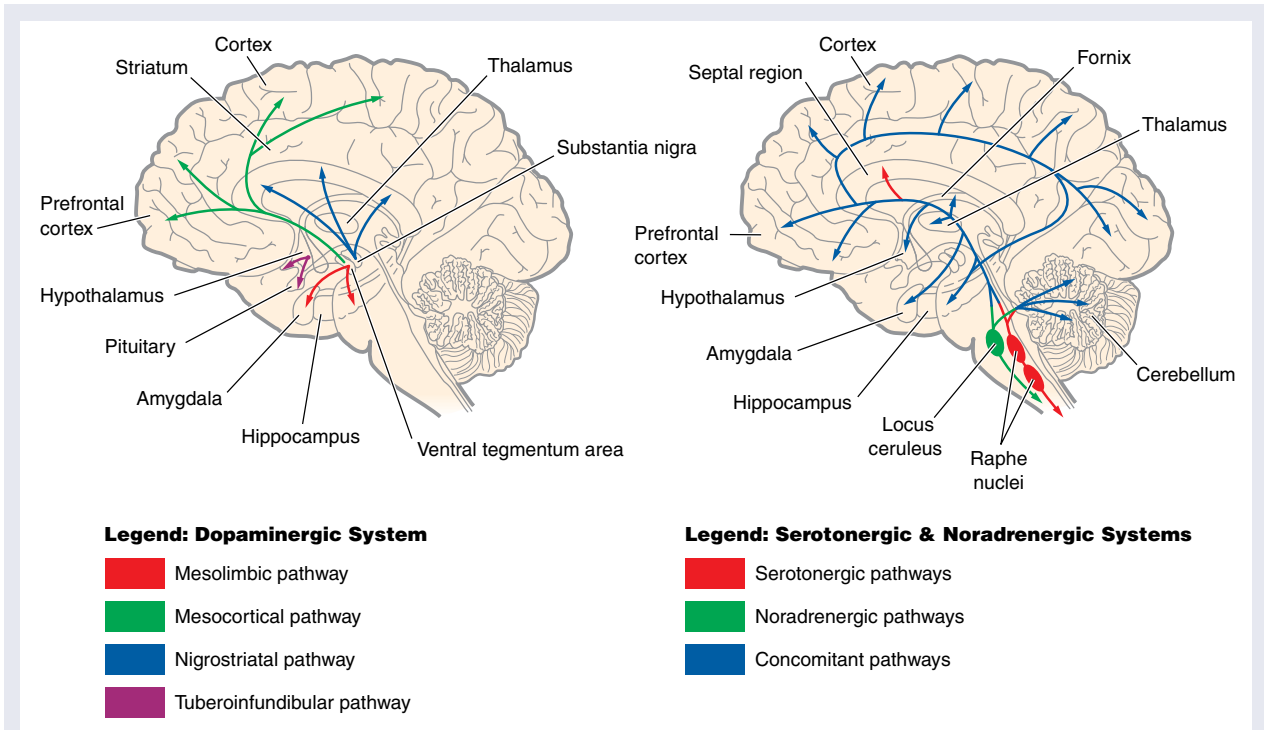 Cortex
Striatum
Thalamus
Substantia nigra
Prefrontal
cortex
Hypothalamus
Pituitary
Amygdala
Hippocampus
Ventral tegmentum area
Legend: Dopaminergic System
Mesolimbic pathway
Mesocortical pathway
Nigrostriatal pathway
Tuberoinfundibular pathway
Cortex
Septal region
Fornix
Thalamus
Prefrontal
cortex
Hypothalamus
Amygdala
Hippocampus
Locus
ceruleus
Raphe
nuclei
Cerebellum
Legend: Serotonergic & Noradrenergic Systems
Serotonergic pathways
Noradrenergic pathways
Concomitant pathways